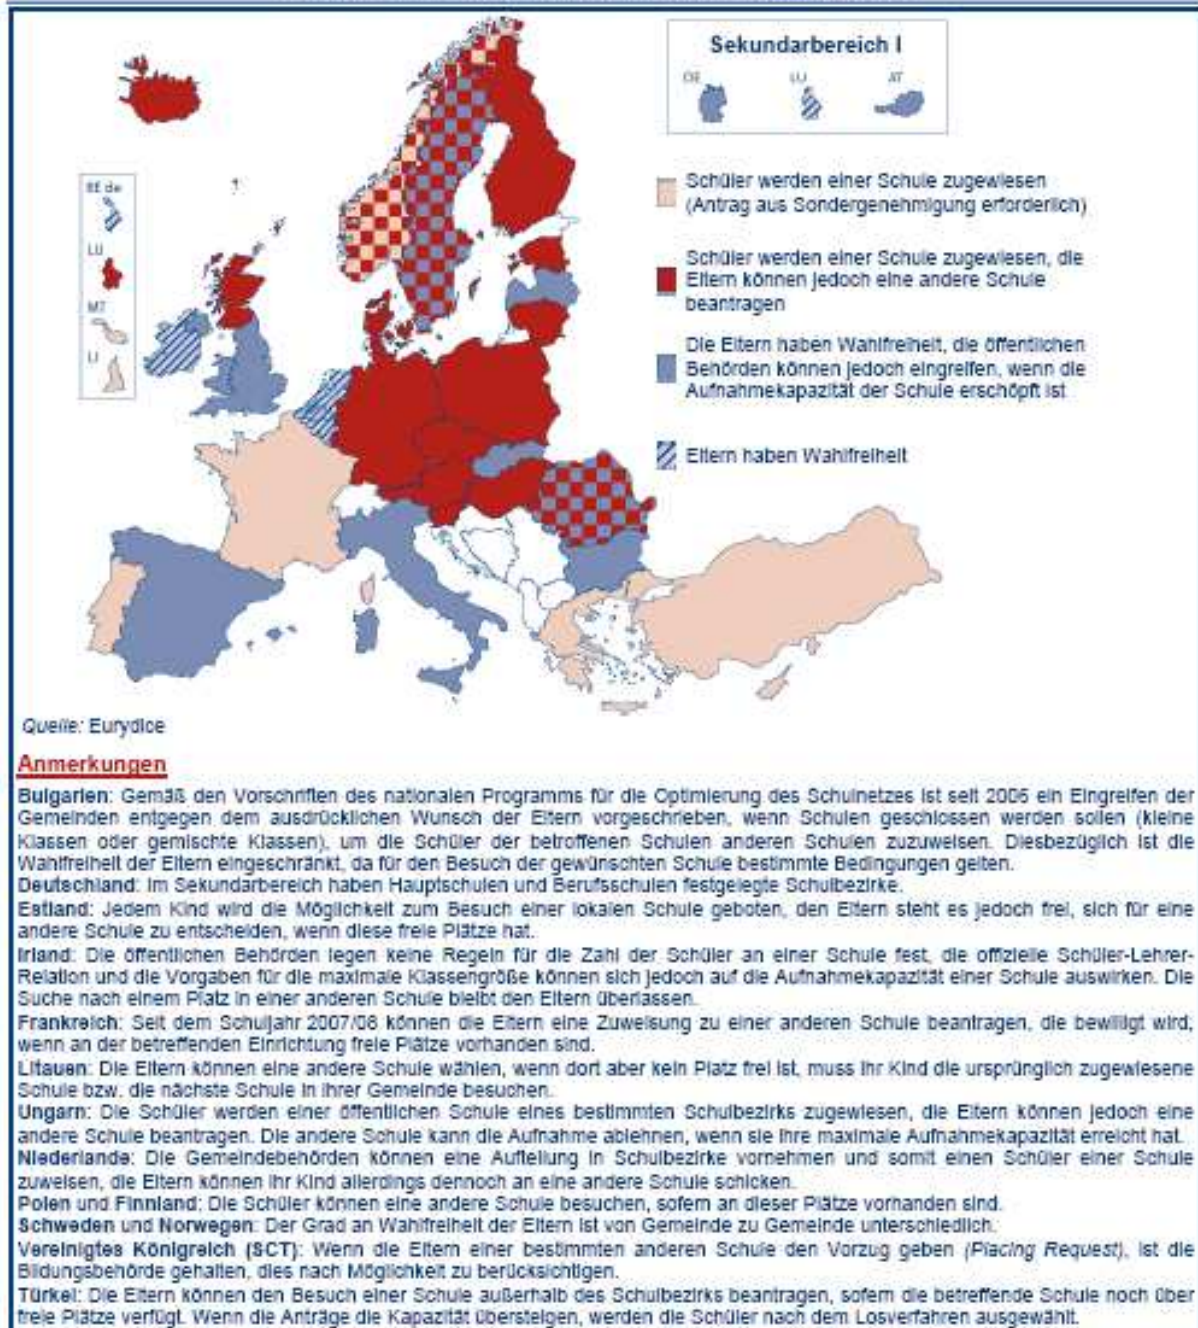 Sekundarbereich I
DE LU AT
BE de
LU
MT
LI
Schüler werden einer Schule zugewiesen
(Antrag aus Sondergenehmigung erforderlich)
Schüler werden einer Schule zugewiesen, die
Eltern können jedoch eine andere Schule
beantragen
Die Eltern haben Wahlfreiheit, die öffentlichen
Behörden können jedoch eingreifen, wenn die
Aufnahmekapazität der Schule erschöpft ist
Eltern haben Wahlfreiheit
Quelle: Eurydice
Anmerkungen
Bulgarien: Gemäß den Vorschriften des nationalen Programms für die Optimierung des Schulnetzes ist seit 2006 ein Eingreifen der
Gemeinden entgegen dem ausdrücklichen Wunsch der Eltern vorgeschrieben, wenn Schulen geschlossen werden sollen (kleine
Klassen oder gemischte Klassen), um die Schüler der betroffenen Schulen anderen Schulen zuzuweisen. Diesbezüglich ist die
Wahlfreiheit der Eltern eingeschränkt, da für den Besuch der gewünschten Schule bestimmte Bedingungen gelten.
Deutschland: Im Sekundarbereich haben Hauptschulen und Berufsschulen festgelegte Schulbezirke.
Estland: Jedem Kind wird die Möglichkeit zum Besuch einer lokalen Schule geboten, den Eltern steht es jedoch frei, sich für eine
andere Schule zu entscheiden, wenn diese freie Plätze hat.
Irland: Die öffentlichen Behörden legen keine Regeln für die Zahl der Schüler an einer Schule fest, die offizielle Schüler-Lehrer-
Relation und die Vorgaben für die maximale Klassengröße können sich jedoch auf die Aufnahmekapazität einer Schule auswirken. Die
Suche nach einem Platz in einer anderen Schule bleibt den Eltern überlassen.
Frankreich: Seit dem Schuljahr 2007/08 können die Eltern eine Zuweisung zu einer anderen Schule beantragen, die bewilligt wird,
wenn an der betreffenden Einrichtung freie Plätze vorhanden sind.
Litauen: Die Eltern können eine andere Schule wählen, wenn dort aber kein Platz frei ist, muss ihr Kind die ursprünglich zugewiesene
Schule bzw. die nächste Schule in ihrer Gemeinde besuchen.
Ungarn: Die Schüler werden einer öffentlichen Schule eines bestimmten Schulbezirks zugewiesen, die Eltern können jedoch eine
andere Schule beantragen. Die andere Schule kann die Aufnahme ablehnen, wenn sie ihre maximale Aufnahmekapazität erreicht hat.
Niederlande: Die Gemeindebehörden können eine Aufteilung in Schulbezirke vornehmen und somit einen Schüler einer Schule
zuweisen, die Eltern können ihr Kind allerdings dennoch an eine andere Schule schicken.
Polen und Finnland: Die Schüler können eine andere Schule besuchen, sofern an dieser Plätze vorhanden sind.
Schweden und Norwegen: Der Grad an Wahlfreiheit der Eltern ist von Gemeinde zu Gemeinde unterschiedlich.
Vereinigtes Königreich (SCT): Wenn die Eltern einer bestimmten anderen Schule den Vorzug geben (Placing Request), ist die
Bildungsbehörde gehalten, dies nach Möglichkeit zu berücksichtigen.
Türkei: Die Eltern können den Besuch einer Schule außerhalb des Schulbezirks beantragen, sofern die betreffende Schule noch über
freie Plätze verfügt. Wenn die Anträge die Kapazität übersteigen, werden die Schüler nach dem Losverfahren ausgewählt.